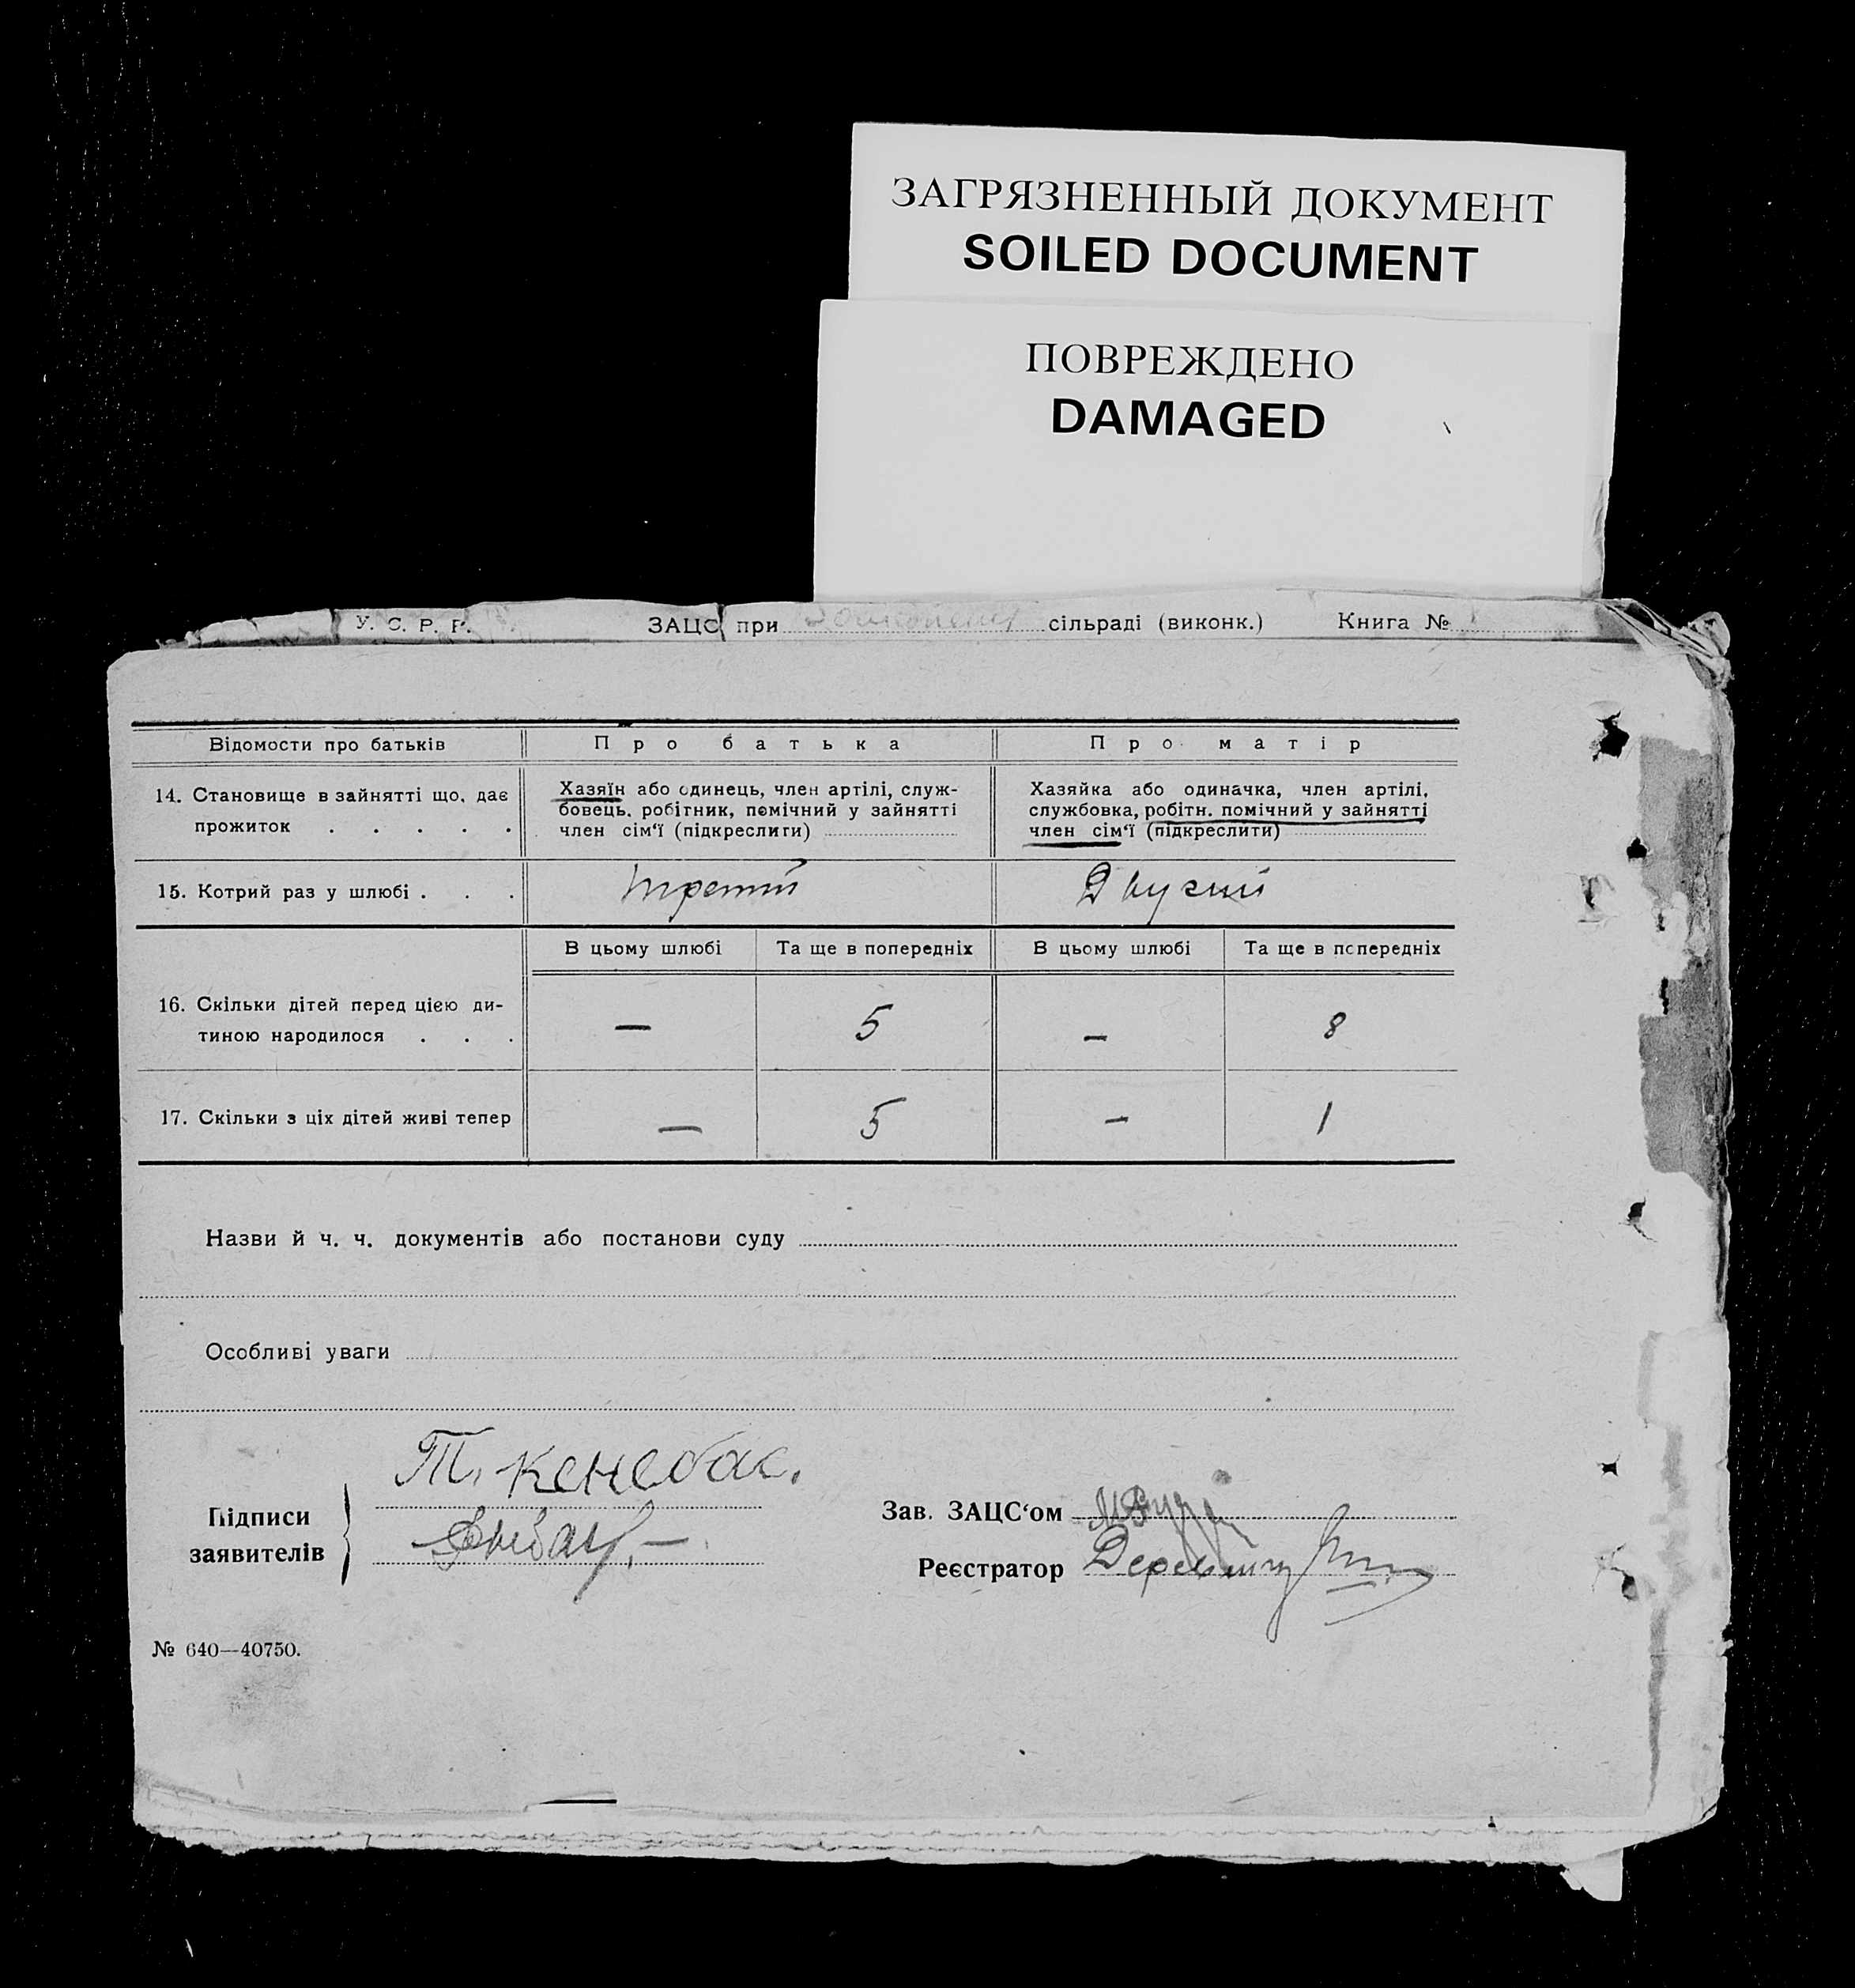 ЗАГРЯЗНЕННЫЙ ДОКУМЕНТ
SOILED DOCUMENT
ПОВРЕЖДЕНО
DAMAGED
У. С. Р. Р. ЗАЦС при сільраді (виконк.) Книга №
Відомости про батьків Про батька Про матір
14. Становище в зайнятті що, дає прожиток
Хазяїн або одинець, член артілі, служ-
бовець, робітник, помічний у зайнятті
член сім'ї (підкреслити)
Хазяйка або одиначка, член артілі,
службовка, робітн. помічний у зайнятті
член сім'ї (підкреслити)
15. Котрий раз у шлюбі . . . третій Другий
В цьому шлюбі Та ще в попередніх В цьому шлюбі Та ще в попередніх
16. Скільки дітей перед цією ди-
тиною народилося . . . — 5 — 8
17. Скільки з ціх дітей живі тепер — 5 — 1
Назви й ч. ч. документів або постанови суду
Особливі уваги
Підписи
заявителів
Зав. ЗАЦС'ом
Реєстратор
№ 640—40750.